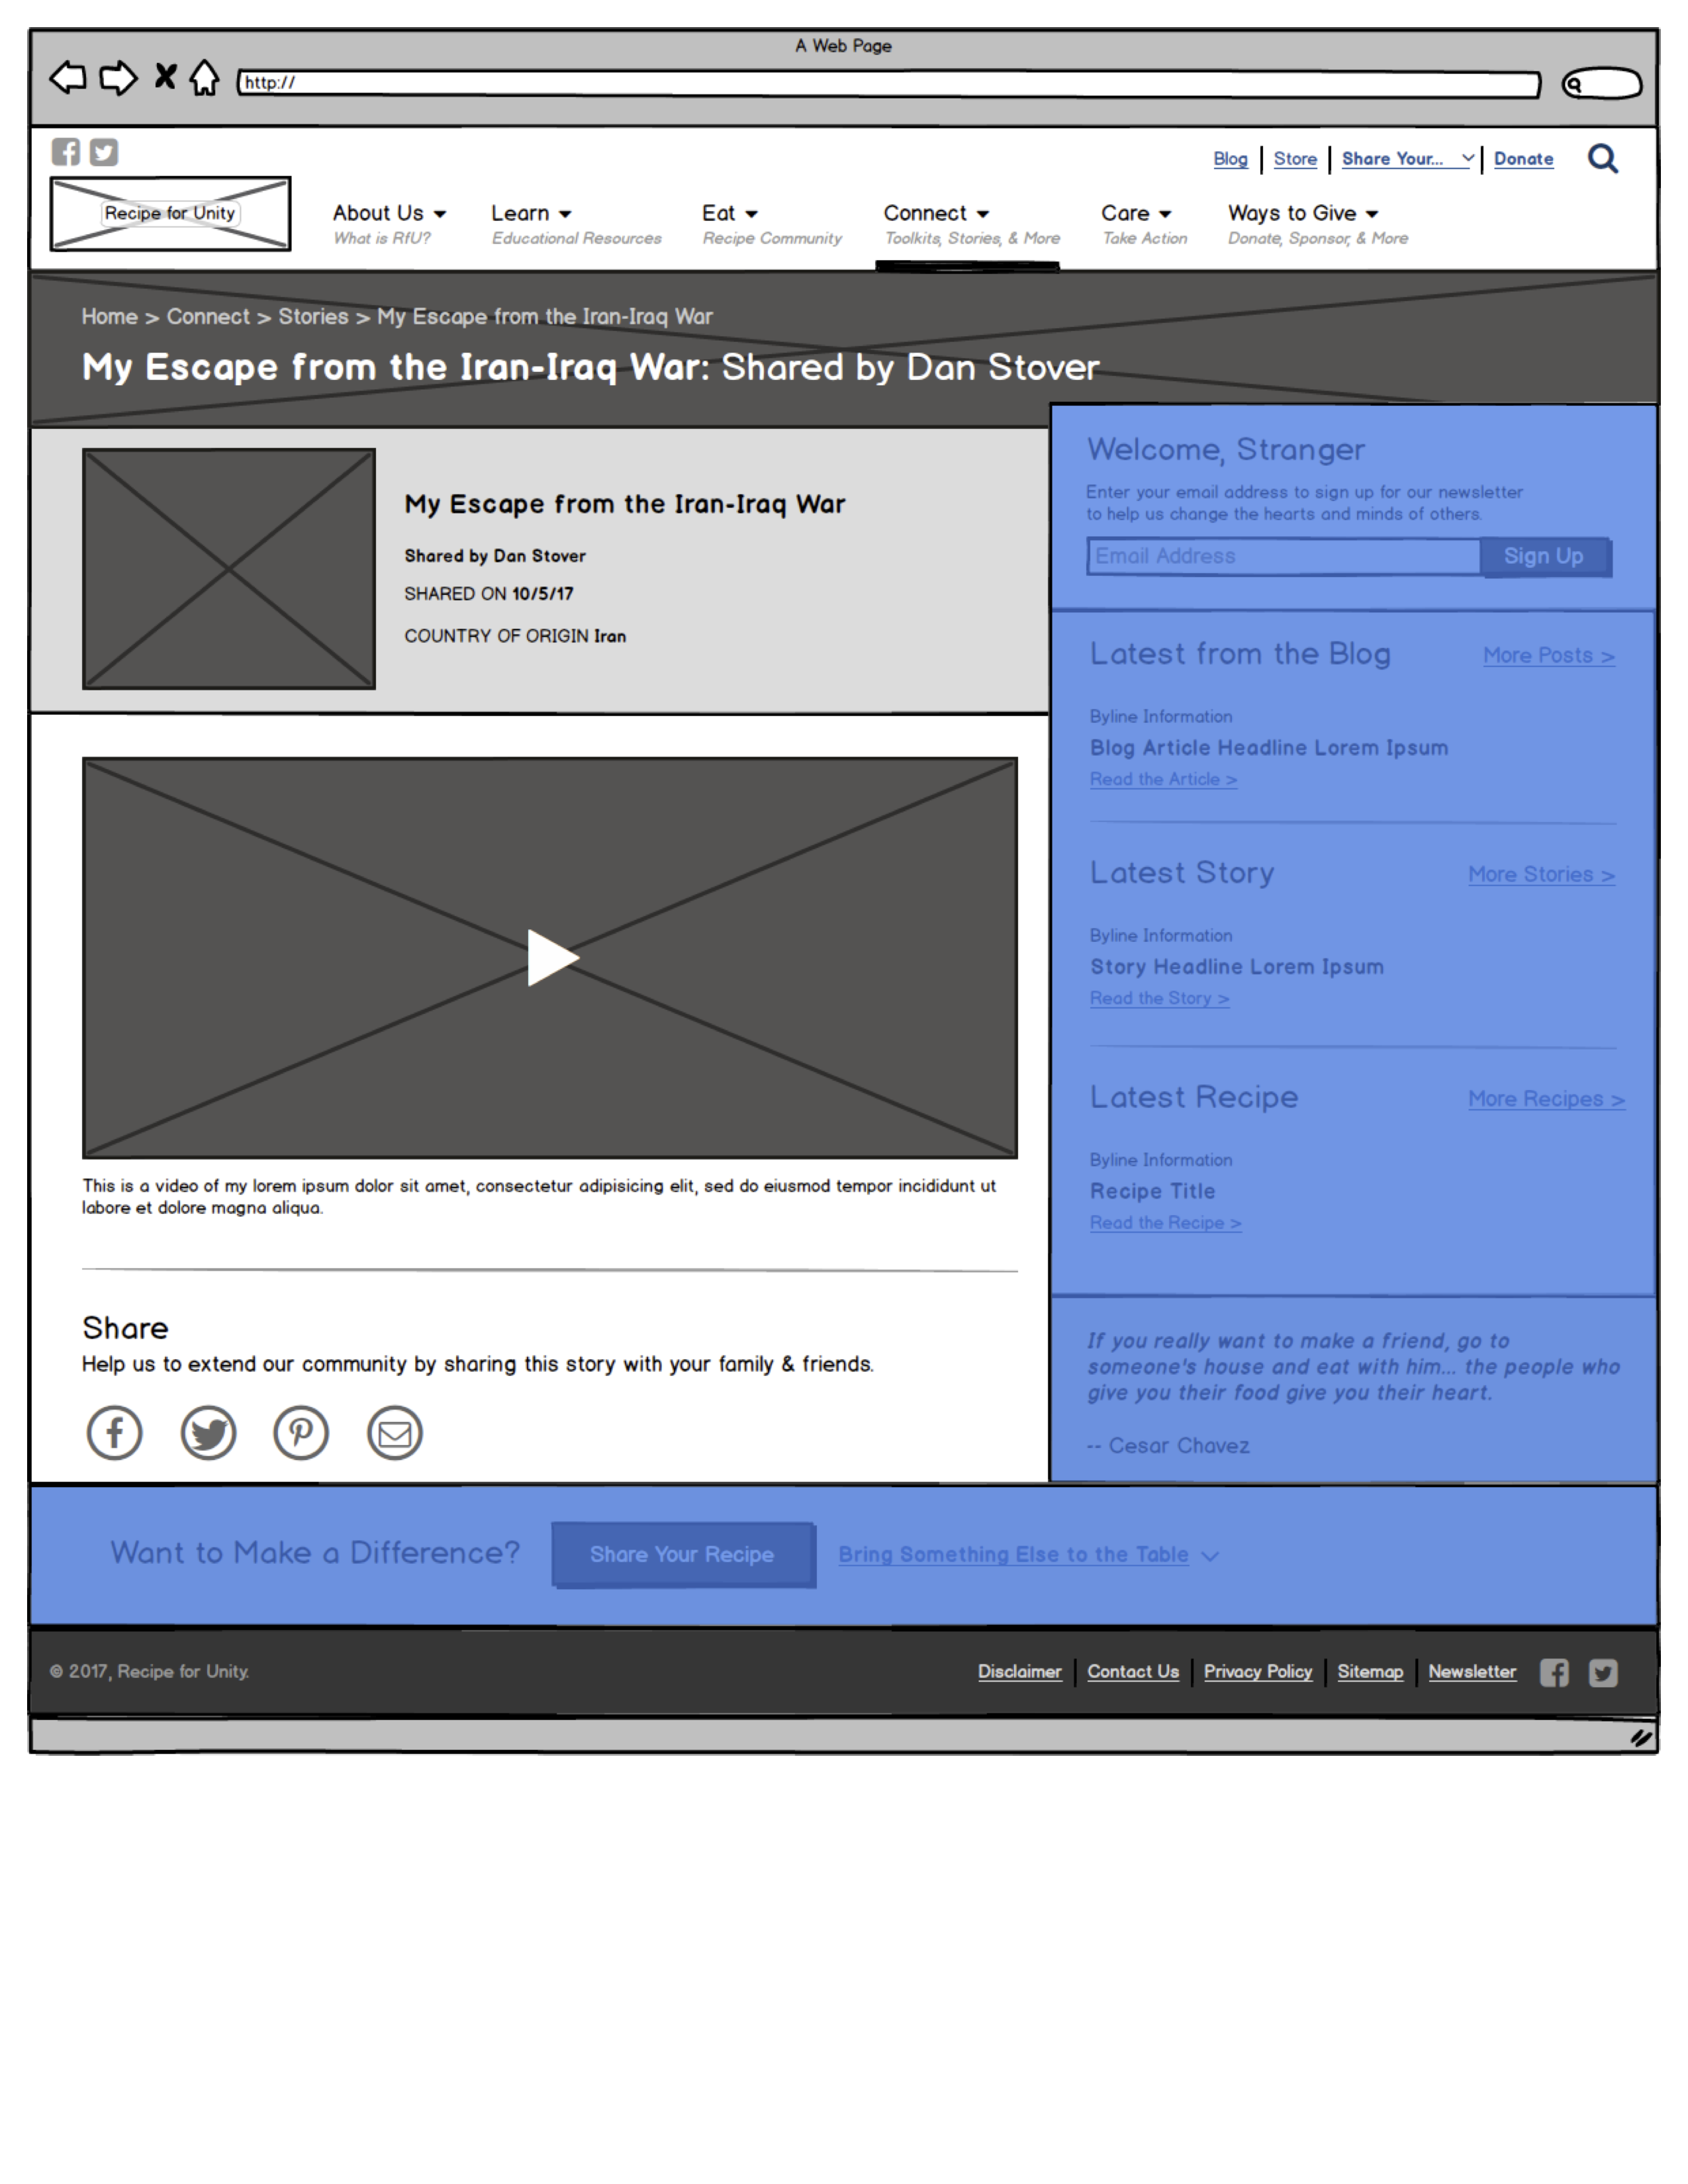 A Web Page
http://
Blog Share Your... Store Donate
Recipe for Unity
About Us Learn Eat Connect Care Ways to Give
What is RfU? Educational Resources Recipe Community Toolkits, Stories, & More Take Action Donate, Sponsor, & More
Home > Connect > Stories > My Escape from the Iran-Iraq War
My Escape from the Iran-Iraq War: Shared by Dan Stover
My Escape from the Iran-Iraq War
Shared by Dan Stover
SHARED ON 10/5/17
COUNTRY OF ORIGIN Iran
This is a video of my lorem ipsum dolor sit amet, consectetur adipisicing elit, sed do eiusmod tempor incididunt ut
labore et dolore magna aliqua.
Share
Help us to extend our community by sharing this story with your family & friends.
Welcome, Stranger
Enter your email address to sign up for our newsletter
to help us change the hearts and minds of others.
Email Address Sign Up
Latest from the Blog More Posts >
Byline Information
Blog Article Headline Lorem Ipsum
Read the Article >
Latest Story More Stories >
Byline Information
Story Headline Lorem Ipsum
Read the Story >
Latest Recipe More Recipes >
Byline Information
Recipe Title
Read the Recipe >
If you really want to make a friend, go to
someone's house and eat with him... the people who
give you their food give you their heart.
-- Cesar Chavez
Want to Make a Difference? Share Your Recipe Bring Something Else to the Table
© 2017, Recipe for Unity. Disclaimer Contact Us Privacy Policy Sitemap Newsletter